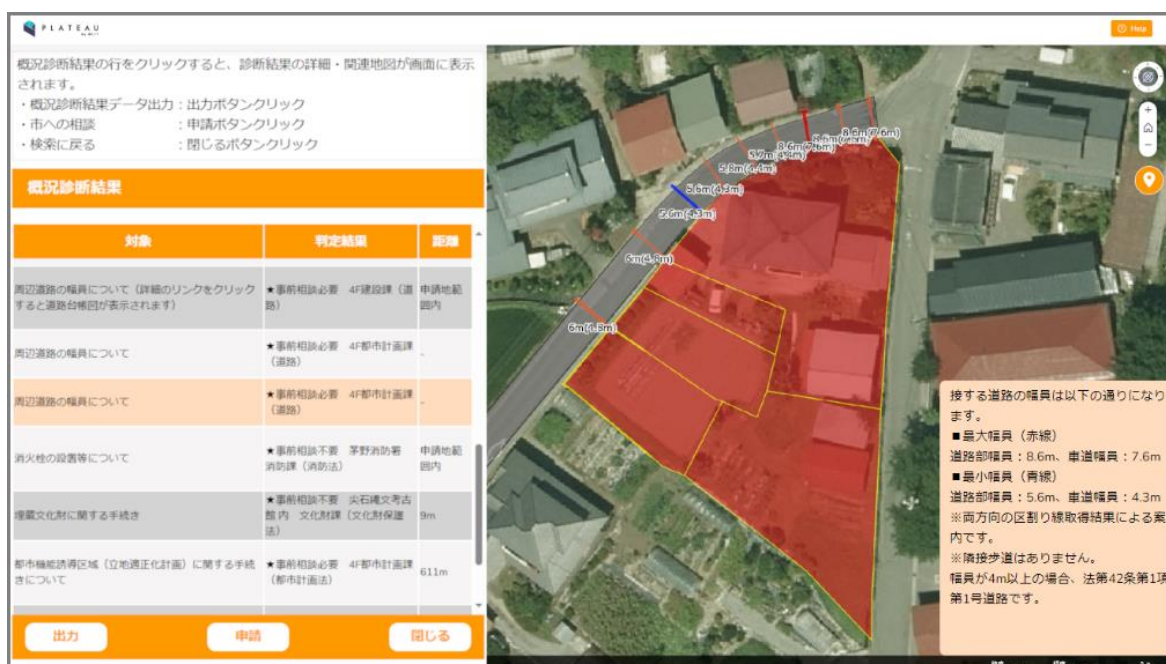 PLATEAU
by MLIT
Help
概況診断結果の行をクリックすると、診断結果の詳細・関連地図が画面に表示
されます。
・概況診断結果データ出力：出力ボタンクリック
・市への相談　　　　　：申請ボタンクリック
・検索に戻る　　　　　：閉じるボタンクリック
概況診断結果
対象 判定結果 距離
周辺道路の幅員について（詳細のリンクをクリック
すると道路台帳図が表示されます）
★事前相談必要　4F建設課（道
路）
申請地範
囲内
周辺道路の幅員について
★事前相談必要　4F都市計画課
（道路）
-
周辺道路の幅員について
★事前相談必要　4F都市計画課
（道路）
-
消火栓の設置等について
★事前相談不要　茅野消防署
消防課（消防法）
申請地範
囲内
埋蔵文化財に関する手続き
★事前相談不要　尖石縄文考古
館内　文化財課（文化財保護
法）
9m
都市機能誘導区域（立地適正化計画）に関する手続
きについて
★事前相談必要　4F都市計画課
（都市計画法）
611m
出力
申請
閉じる
8.6m(7.6m)
8.6m(7.6m)
5.8m(4.4m)
5.6m(4.3m)
5.6m(4.3m)
接する道路の幅員は以下の通りになり
ます。
■最大幅員（赤線）
道路部幅員：8.6m、車道幅員：7.6m
■最小幅員（青線）
道路部幅員：5.6m、車道幅員：4.3m
※両方向の区割り線取得結果による案
内です。
※隣接歩道はありません。
幅員が4m以上の場合、法第42条第1項
第1号道路です。